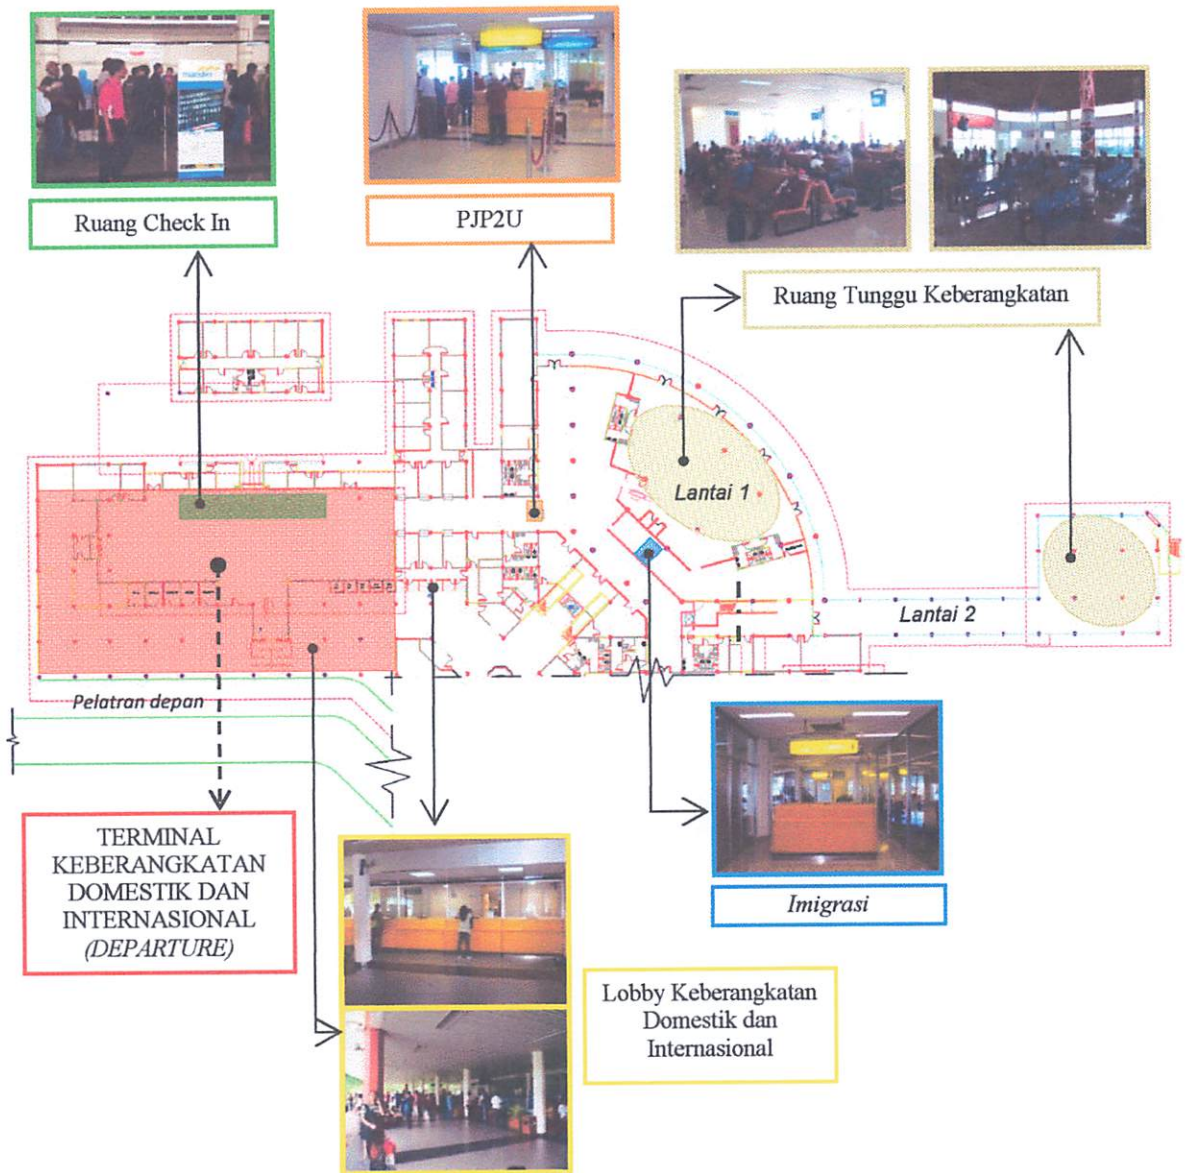 mandiri
Ruang Check In
PJP2U
Ruang Tunggu Keberangkatan
Lantai 1
Lantai 2
Pelatran depan
TERMINAL
KEBERANGKATAN
DOMESTIK DAN
INTERNASIONAL
(DEPARTURE)
Imigrasi
Lobby Keberangkatan
Domestik dan
Internasional